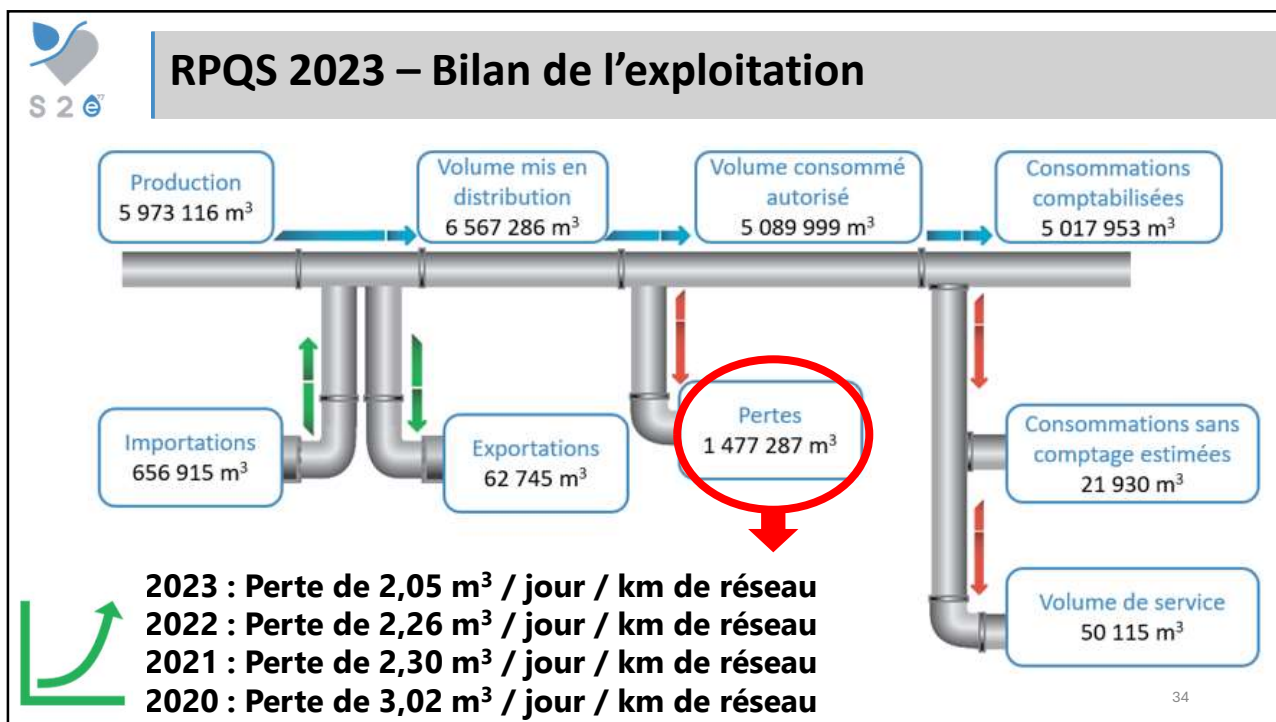 S 2 e 77
RPQS 2023 – Bilan de l’exploitation
Production
5 973 116 m³
Volume mis en
distribution
6 567 286 m³
Volume consommé
autorisé
5 089 999 m³
Consommations
comptabilisées
5 017 953 m³
Importations
656 915 m³
Exportations
62 745 m³
Pertes
1 477 287 m³
Consommations sans
comptage estimées
21 930 m³
Volume de service
50 115 m³
2023 : Perte de 2,05 m³ / jour / km de réseau
2022 : Perte de 2,26 m³ / jour / km de réseau
2021 : Perte de 2,30 m³ / jour / km de réseau
2020 : Perte de 3,02 m³ / jour / km de réseau
34